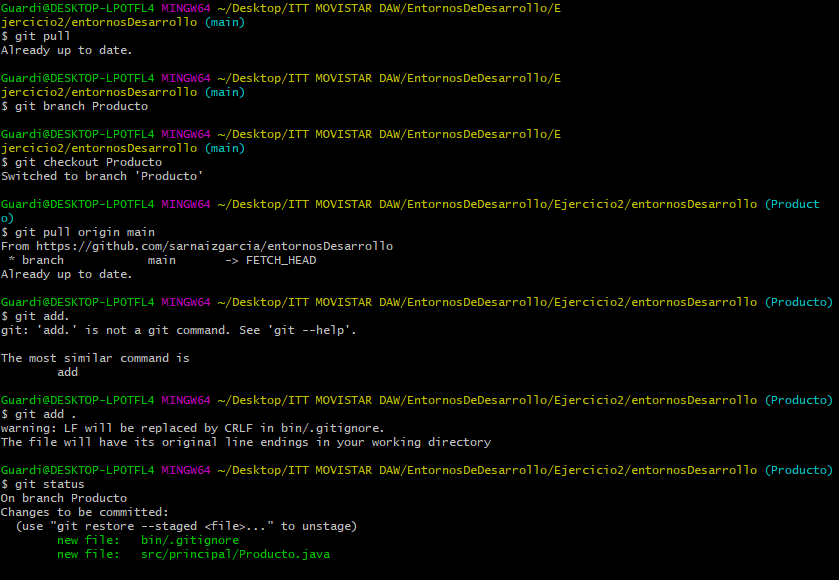 Guardi@DESKTOP-LPOTFL4 MINGW64 ~/Desktop/ITT MOVISTAR DAW/EntornosDeDesarrollo/E
jercicio2/entornosDesarrollo (main)
$ git pull
Already up to date.
Guardi@DESKTOP-LPOTFL4 MINGW64 ~/Desktop/ITT MOVISTAR DAW/EntornosDeDesarrollo/E
jercicio2/entornosDesarrollo (main)
$ git branch Producto
Guardi@DESKTOP-LPOTFL4 MINGW64 ~/Desktop/ITT MOVISTAR DAW/EntornosDeDesarrollo/E
jercicio2/entornosDesarrollo (main)
$ git checkout Producto
Switched to branch 'Producto'
Guardi@DESKTOP-LPOTFL4 MINGW64 ~/Desktop/ITT MOVISTAR DAW/EntornosDeDesarrollo/Ejercicio2/entornosDesarrollo (Product
o)
$ git pull origin main
From https://github.com/sarnaizgarcia/entornosDesarrollo
 * branch            main       -> FETCH_HEAD
Already up to date.
Guardi@DESKTOP-LPOTFL4 MINGW64 ~/Desktop/ITT MOVISTAR DAW/EntornosDeDesarrollo/Ejercicio2/entornosDesarrollo (Producto)
$ git add.
git: 'add.' is not a git command. See 'git --help'.
The most similar command is
        add
Guardi@DESKTOP-LPOTFL4 MINGW64 ~/Desktop/ITT MOVISTAR DAW/EntornosDeDesarrollo/Ejercicio2/entornosDesarrollo (Producto)
$ git add .
warning: LF will be replaced by CRLF in bin/.gitignore.
The file will have its original line endings in your working directory
Guardi@DESKTOP-LPOTFL4 MINGW64 ~/Desktop/ITT MOVISTAR DAW/EntornosDeDesarrollo/Ejercicio2/entornosDesarrollo (Producto)
$ git status
On branch Producto
Changes to be committed:
  (use "git restore --staged <file>..." to unstage)
        new file:   bin/.gitignore
        new file:   src/principal/Producto.java